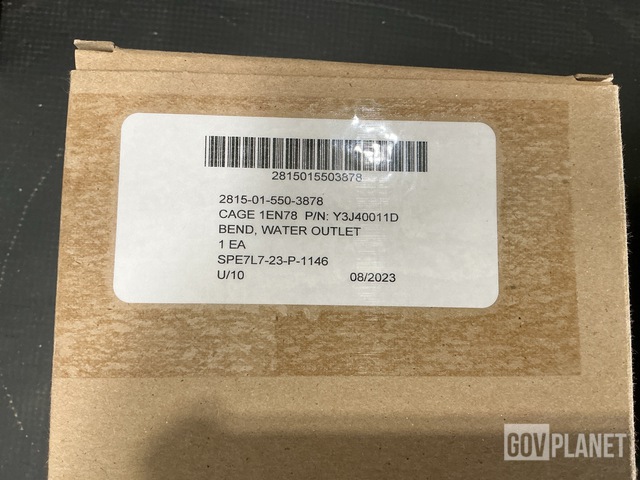 2815015503878
2815-01-550-3878
CAGE 1EN78 P/N: Y3J40011D
BEND, WATER OUTLET
1 EA
SPE7L7-23-P-1146
U/10 08/2023
GOVPLANET